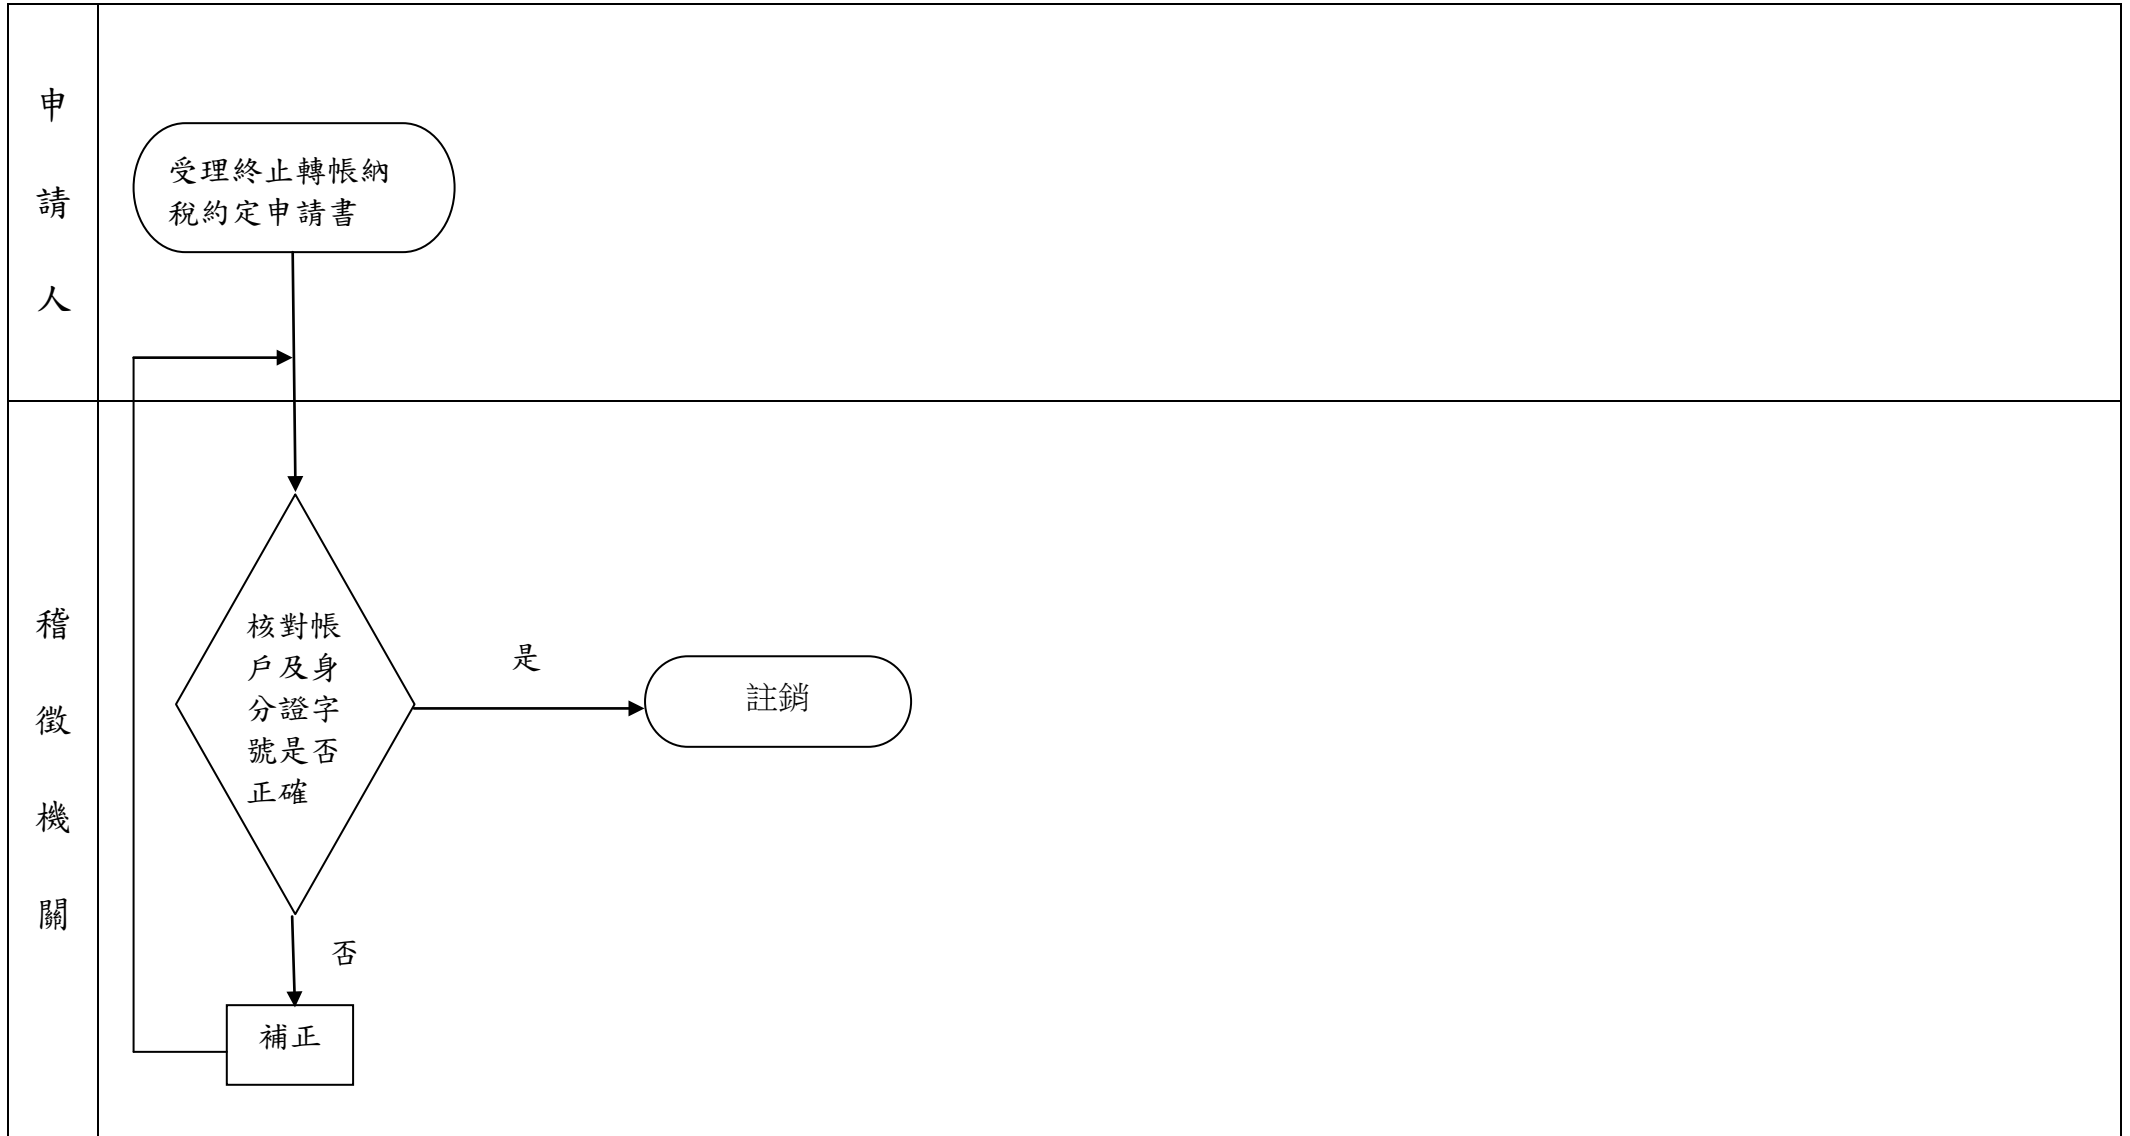 申請人
受理終止轉帳納
稅約定申請書
稽徵機關
核對帳
戶及身
分證字
號是否
正確
是
註銷
否
補正